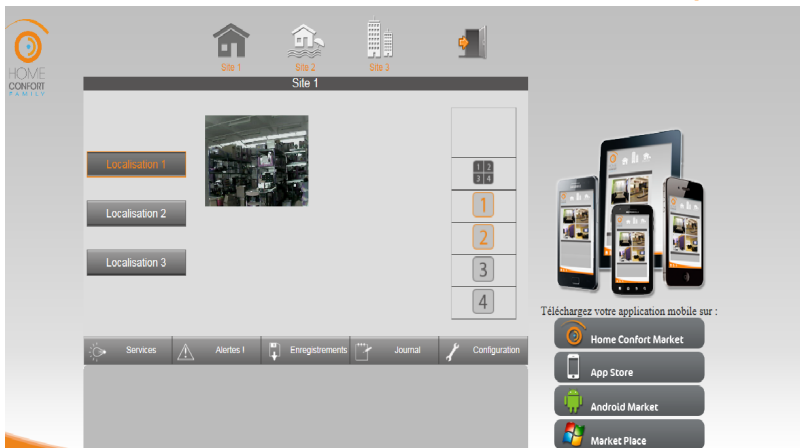 HOME
CONFORT
FAMILY
Site 1
Site 2
Site 3
Site 1
Localisation 1
Localisation 2
Localisation 3
1 2
3 4
1
2
3
4
Services
Alertes !
Enregistrements
Journal
Configuration
Téléchargez votre application mobile sur :
Home Confort Market
App Store
Android Market
Market Place